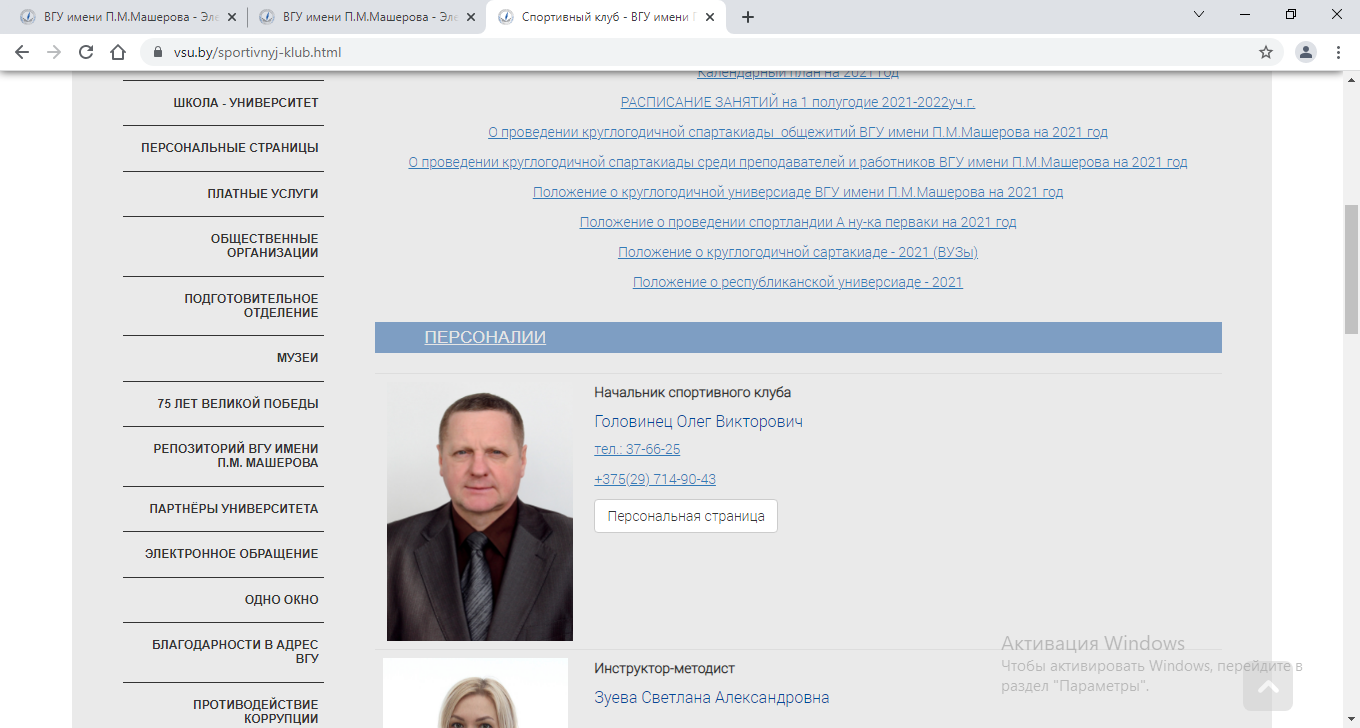 ВГУ имени П.М.Машерова - Эле
ВГУ имени П.М.Машерова - Эле
Спортивный клуб - ВГУ имени П
vsu.by/sportivnyj-klub.html
ШКОЛА - УНИВЕРСИТЕТ
ПЕРСОНАЛЬНЫЕ СТРАНИЦЫ
ПЛАТНЫЕ УСЛУГИ
ОБЩЕСТВЕННЫЕ
ОРГАНИЗАЦИИ
ПОДГОТОВИТЕЛЬНОЕ
ОТДЕЛЕНИЕ
МУЗЕИ
75 ЛЕТ ВЕЛИКОЙ ПОБЕДЫ
РЕПОЗИТОРИЙ ВГУ ИМЕНИ
П.М. МАШЕРОВА
ПАРТНЁРЫ УНИВЕРСИТЕТА
ЭЛЕКТРОННОЕ ОБРАЩЕНИЕ
ОДНО ОКНО
БЛАГОДАРНОСТИ В АДРЕС
ВГУ
ПРОТИВОДЕЙСТВИЕ
КОРРУПЦИИ
Календарный план на 2021 год
РАСПИСАНИЕ ЗАНЯТИЙ на 1 полугодие 2021-2022уч.г.
О проведении круглогодичной спартакиады  общежитий ВГУ имени П.М.Машерова на 2021 год
О проведении круглогодичной спартакиады среди преподавателей и работников ВГУ имени П.М.Машерова на 2021 год
Положение о круглогодичной универсиаде ВГУ имени П.М.Машерова на 2021 год
Положение о проведении спортландии А ну-ка перваки на 2021 год
Положение о круглогодичной сартакиаде - 2021 (ВУЗы)
Положение о республиканской универсиаде - 2021
ПЕРСОНАЛИИ
Начальник спортивного клуба
Головинец Олег Викторович
тел.: 37-66-25
+375(29) 714-90-43
Персональная страница
Инструктор-методист
Зуева Светлана Александровна
Активация Windows
Чтобы активировать Windows, перейдите в
раздел "Параметры".